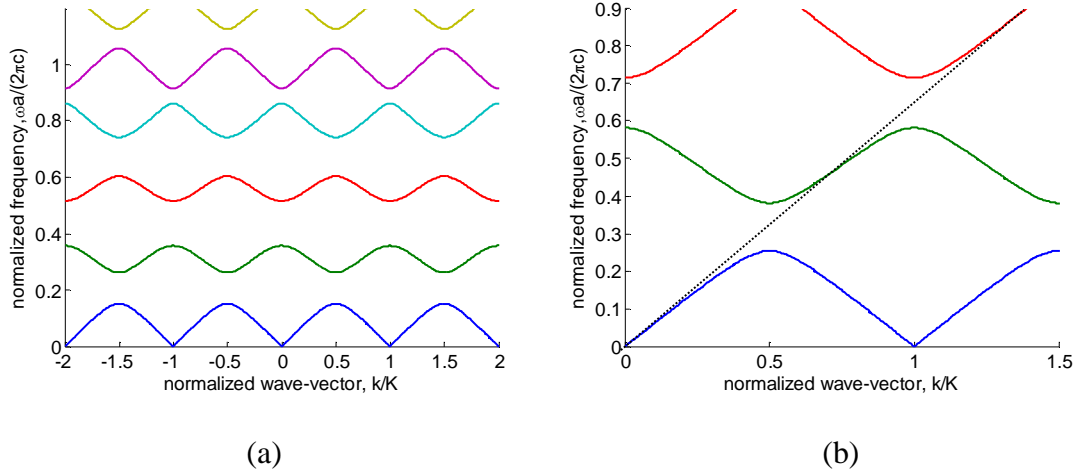 normalized frequency,ωa/(2πc)
1
0.8
0.6
0.4
0.2
0
-2 -1.5 -1 -0.5 0 0.5 1 1.5 2
normalized wave-vector, k/K
(a)
normalized frequency,ωa/(2πc)
0.9
0.8
0.7
0.6
0.5
0.4
0.3
0.2
0.1
0
0 0.5 1 1.5
normalized wave-vector, k/K
(b)